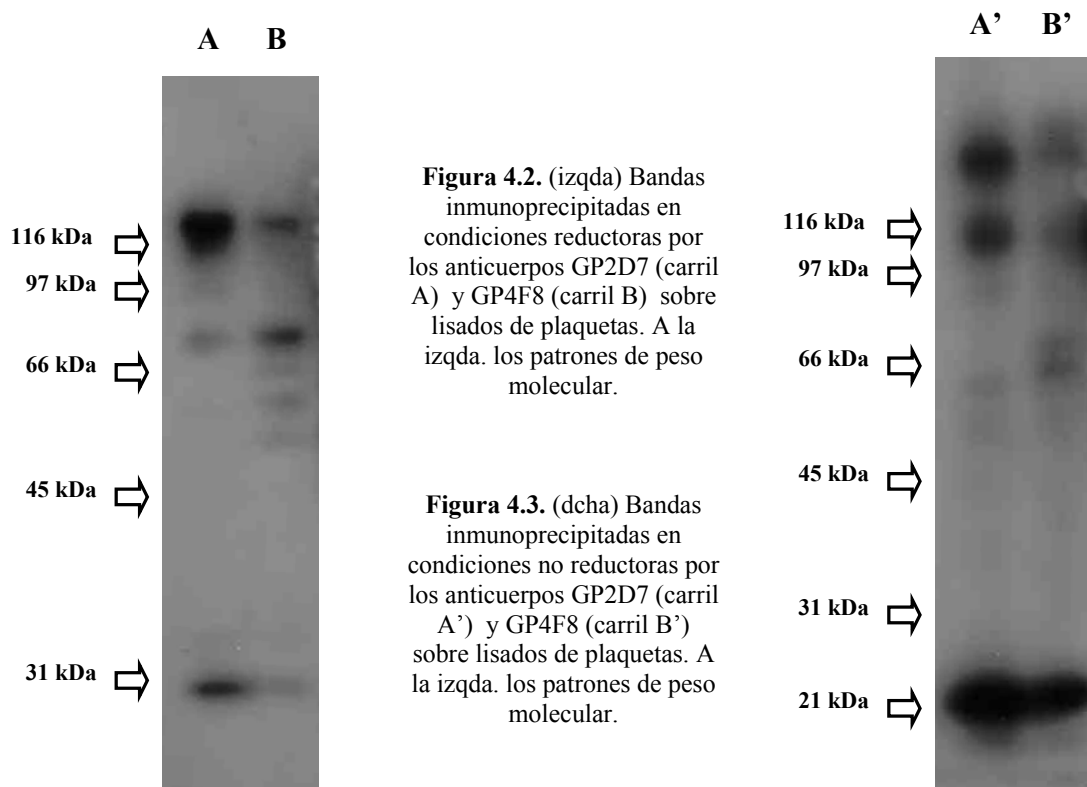 A B
116 kDa
97 kDa
66 kDa
45 kDa
31 kDa
Figura 4.2. (izqda) Bandas
inmunoprecipitadas en
condiciones reductoras por
los anticuerpos GP2D7 (carril
A) y GP4F8 (carril B) sobre
lisados de plaquetas. A la
izqda. los patrones de peso
molecular.
Figura 4.3. (dcha) Bandas
inmunoprecipitadas en
condiciones no reductoras por
los anticuerpos GP2D7 (carril
A’) y GP4F8 (carril B’)
sobre lisados de plaquetas. A
la izqda. los patrones de peso
molecular.
A’ B’
116 kDa
97 kDa
66 kDa
45 kDa
31 kDa
21 kDa